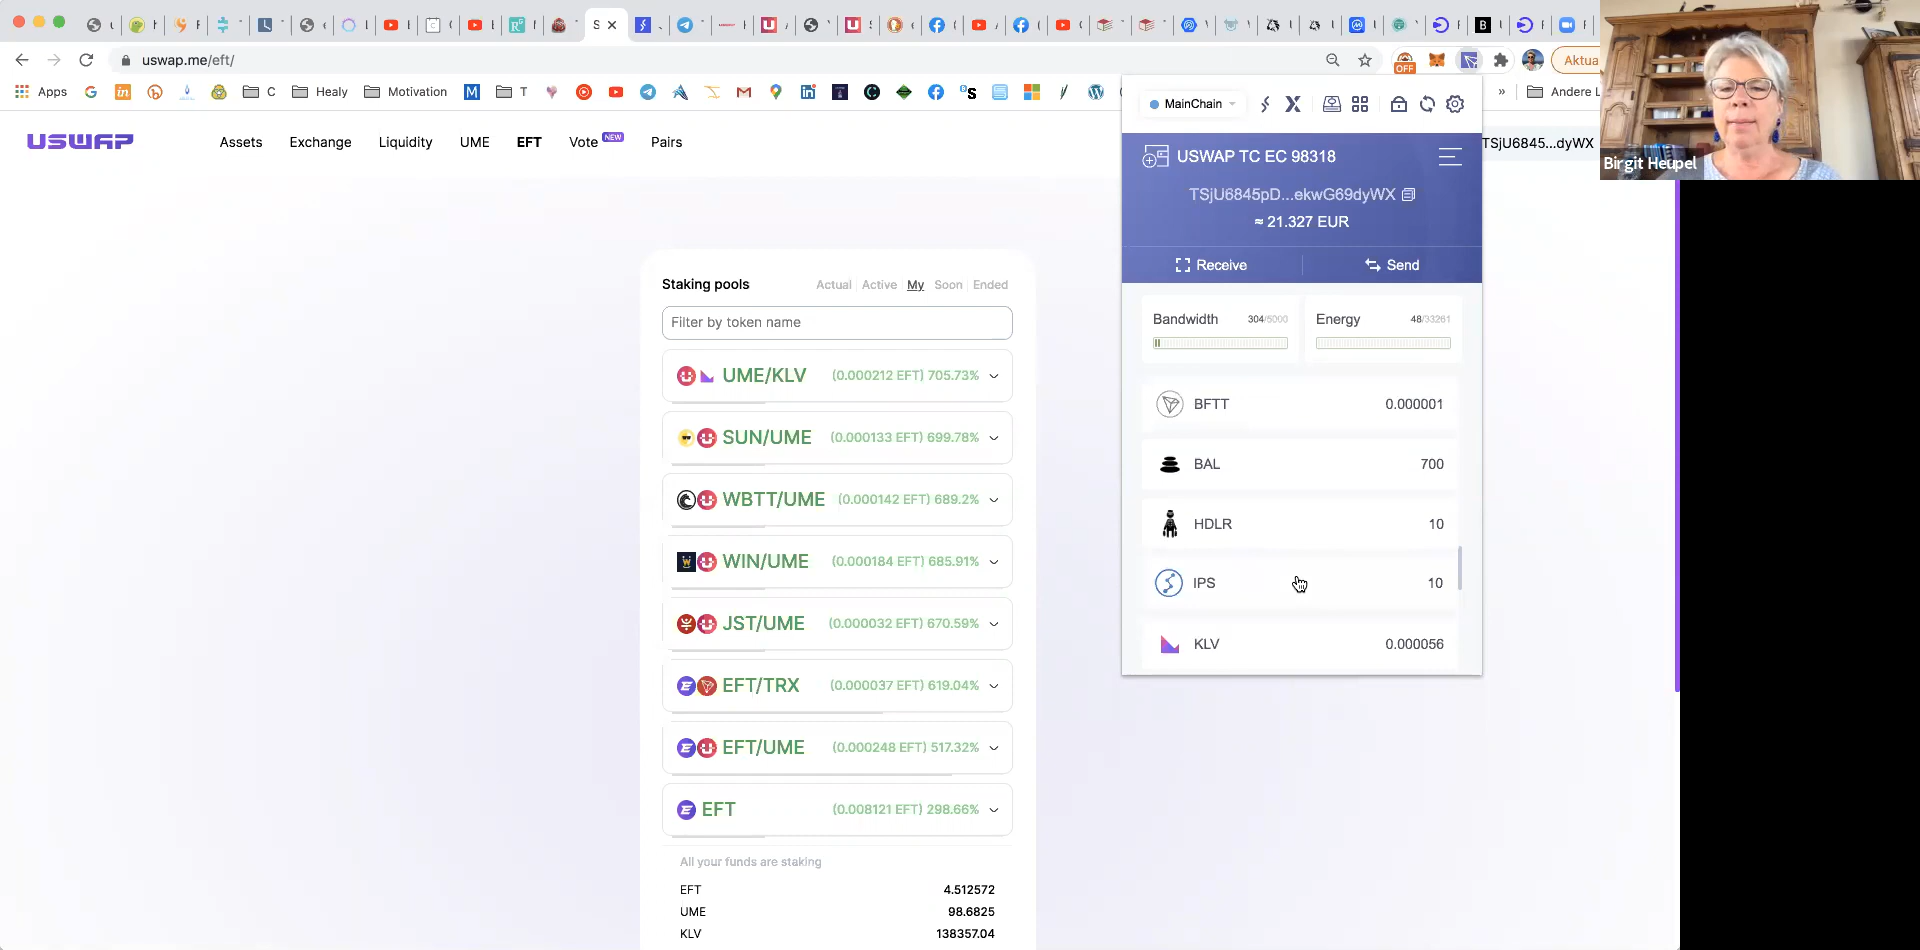 uswap.me/eft/
OFF
Aktua
Apps
C
Healy
Motivation
T
»
Andere L
USWAP
Assets
Exchange
Liquidity
UME
EFT
Vote
NEW
Pairs
TSjU6845...dyWX
Birgit Heupel
Staking pools
Actual
Active
My
Soon
Ended
Filter by token name
UME/KLV (0.000212 EFT) 705.73%
SUN/UME (0.000133 EFT) 699.78%
WBTT/UME (0.000142 EFT) 689.2%
WIN/UME (0.000184 EFT) 685.91%
JST/UME (0.000032 EFT) 670.59%
EFT/TRX (0.000037 EFT) 619.04%
EFT/UME (0.000248 EFT) 517.32%
EFT (0.008121 EFT) 298.66%
All your funds are staking
EFT 4.512572
UME 98.6825
KLV 138357.04
MainChain
USWAP TC EC 98318
TSjU6845pD...ekwG69dyWX
≈ 21.327 EUR
Receive
Send
Bandwidth 304/5000
Energy 48/33261
BFTT 0.000001
BAL 700
HDLR 10
IPS 10
KLV 0.000056